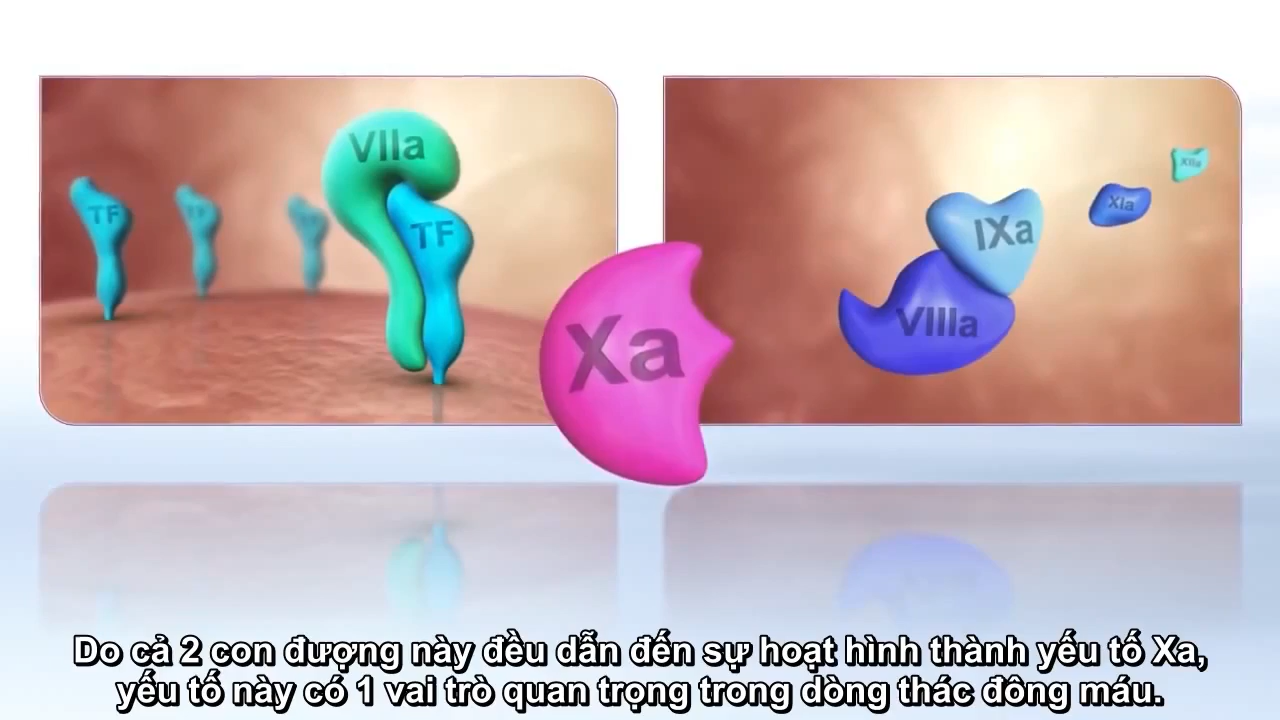 VIIa
TF
TF
TF
Xa
IXa
VIIIa
XIa
XIIa
Do cả 2 con đượng này đều dẫn đến sự hoạt hình thành yếu tố Xa,
yếu tố này có 1 vai trò quan trọng trong dòng thác đông máu.